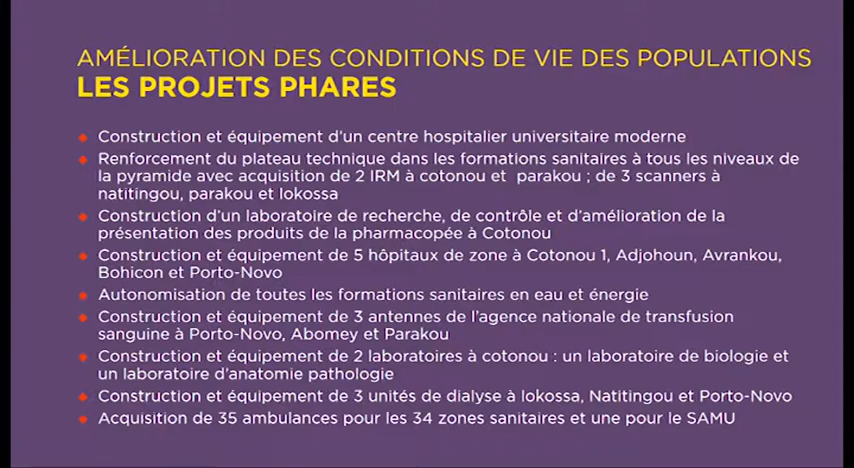 AMÉLIORATION DES CONDITIONS DE VIE DES POPULATIONS
LES PROJETS PHARES
Construction et équipement d'un centre hospitalier universitaire moderne
Renforcement du plateau technique dans les formations sanitaires à tous les niveaux de
la pyramide avec acquisition de 2 IRM à cotonou et parakou ; de 3 scanners à
natitingou, parakou et lokossa
Construction d'un laboratoire de recherche, de contrôle et d'amélioration de la
présentation des produits de la pharmacopée à Cotonou
Construction et équipement de 5 hôpitaux de zone à Cotonou 1, Adjohoun, Avrankou,
Bohicon et Porto-Novo
Autonomisation de toutes les formations sanitaires en eau et énergie
Construction et équipement de 3 antennes de l'agence nationale de transfusion
sanguine à Porto-Novo, Abomey et Parakou
Construction et équipement de 2 laboratoires à cotonou : un laboratoire de biologie et
un laboratoire d'anatomie pathologie
Construction et équipement de 3 unités de dialyse à lokossa, Natitingou et Porto-Novo
Acquisition de 35 ambulances pour les 34 zones sanitaires et une pour le SAMU